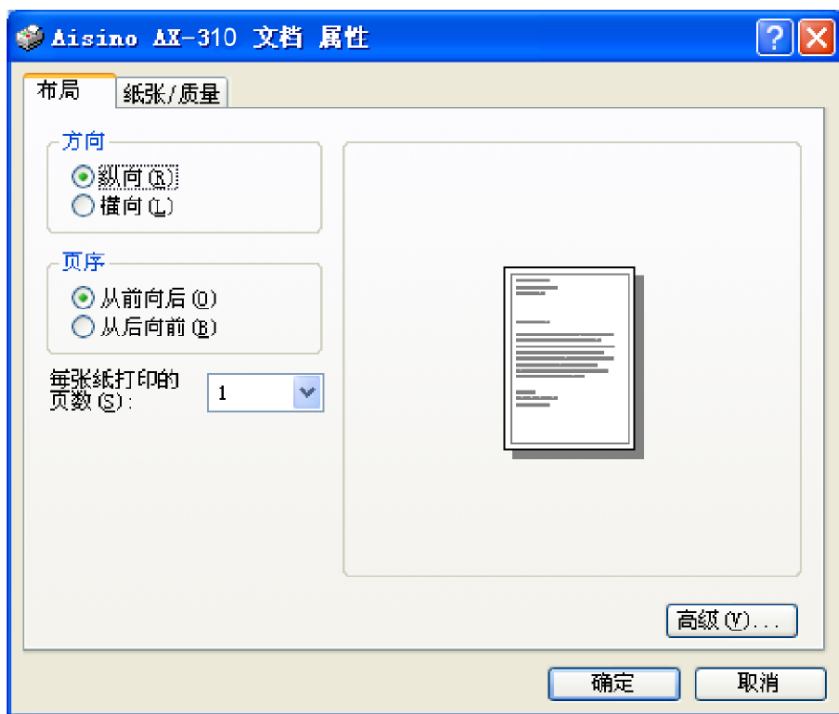 Aisino AX-310 文档 属性
布局
纸张/质量
方向
纵向(R)
横向(L)
页序
从前向后(O)
从后向前(B)
每张纸打印的
页数(S):
1
高级(V)...
确定
取消